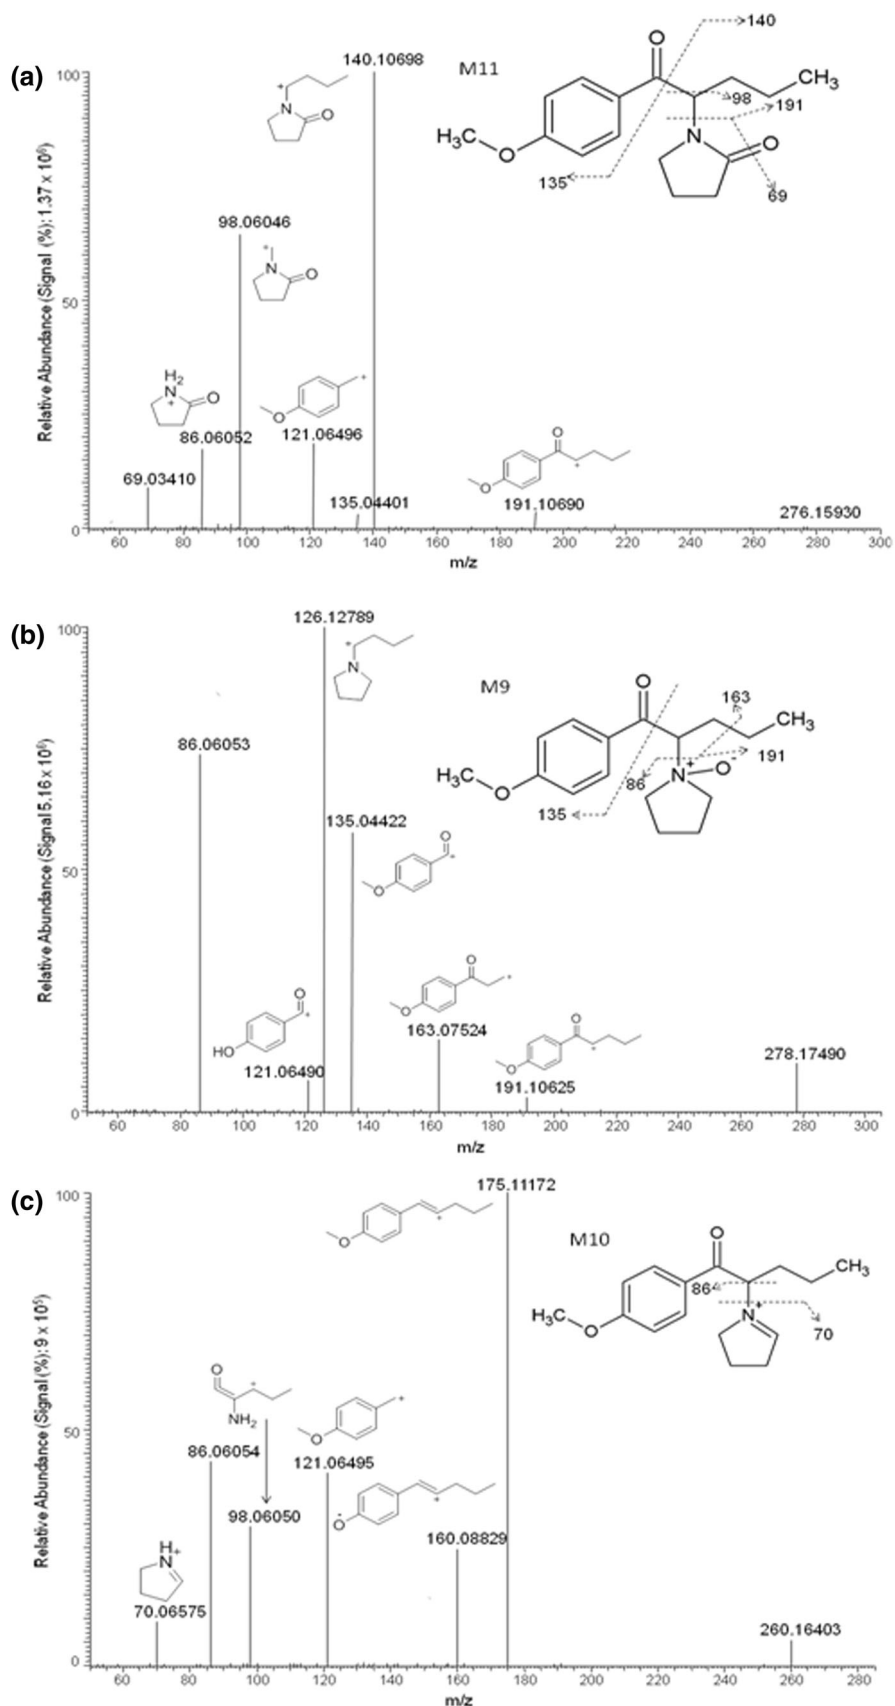 (a)
Relative Abundance (Signal (%): 1.37 x 10⁶)
100
50
0
140.10698
98.06046
86.06052
69.03410
121.06496
135.04401
191.10690
276.15930
N
O
N
O
H₂
N
+
O
O
O
O
M11
O
140
CH₃
98
191
H₃C
O
N
O
135
69
60 80 100 120 140 160 180 200 220 240 260 280 300
m/z
(b)
Relative Abundance (Signal 5.16 x 10⁶)
100
50
0
126.12789
86.06053
135.04422
121.06490
163.07524
191.10625
278.17490
N
O
O
O
HO
O
O
O
O
M9
O
163
CH₃
191
H₃C
O
86
N
+
O
-
135
60 80 100 120 140 160 180 200 220 240 260 280 300
m/z
(c)
Relative Abundance (Signal (%): 9 x 10⁵)
100
50
0
175.11172
86.06054
98.06050
121.06495
160.08829
70.06575
260.16403
O
O
NH₂
O
O
H
N
+
M10
O
CH₃
86
H₃C
O
N
+
70
60 80 100 120 140 160 180 200 220 240 260 280
m/z